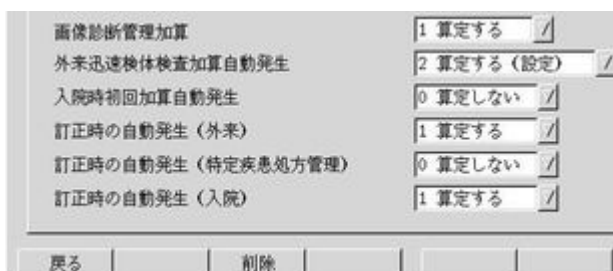 画像診断管理加算 1 算定する
外来迅速検体検査加算自動発生 2 算定する（設定）
入院時初回加算自動発生 0 算定しない
訂正時の自動発生（外来） 1 算定する
訂正時の自動発生（特定疾患処方管理） 0 算定しない
訂正時の自動発生（入院） 1 算定する
戻る 削除